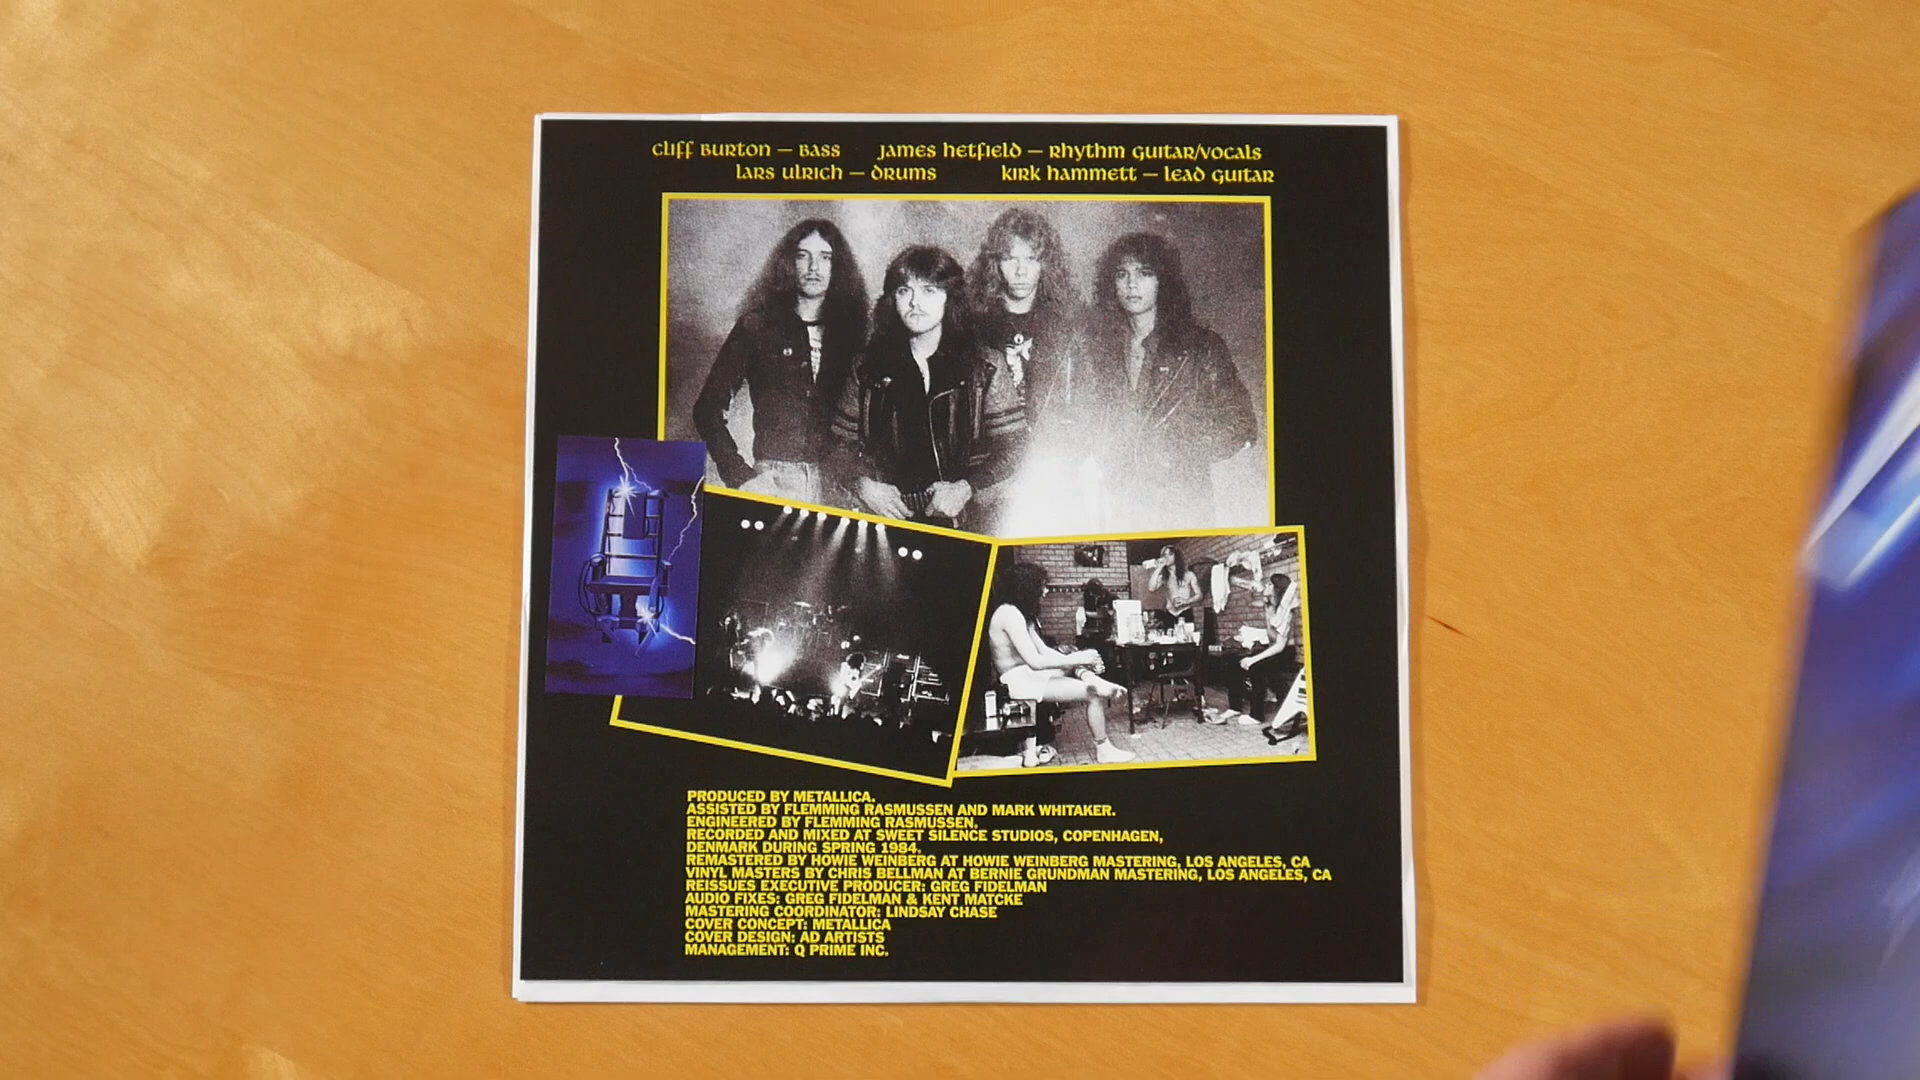 Cliff Burton — Bass James Hetfield — Rhythm Guitar/Vocals
Lars Ulrich — Drums Kirk Hammett — Lead Guitar
PRODUCED BY METALLICA.
ASSISTED BY FLEMMING RASMUSSEN AND MARK WHITAKER.
ENGINEERED BY FLEMMING RASMUSSEN.
RECORDED AND MIXED AT SWEET SILENCE STUDIOS, COPENHAGEN,
DENMARK DURING SPRING 1984.
REMASTERED BY HOWIE WEINBERG AT HOWIE WEINBERG MASTERING, LOS ANGELES, CA
VINYL MASTERS BY CHRIS BELLMAN AT BERNIE GRUNDMAN MASTERING, LOS ANGELES, CA
REISSUES EXECUTIVE PRODUCER: GREG FIDELMAN
AUDIO FIXES: GREG FIDELMAN & KENT MATCKE
MASTERING COORDINATOR: LINDSAY CHASE
COVER CONCEPT: METALLICA
COVER DESIGN: AD ARTISTS
MANAGEMENT: Q PRIME INC.